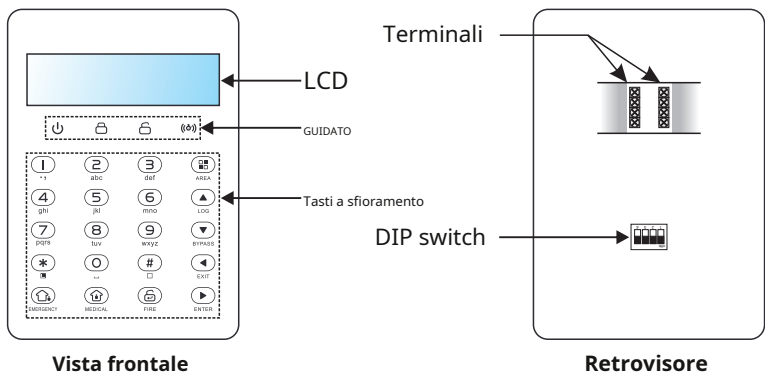 Terminali
LCD
GUIDATO
1 2 3
abc def AREA
Tasti a sfioramento
4 5 6
ghi jkl mno LOG
7 8 9
pqrs tuv wxyz BYPASS
DIP switch
* 0 #
EXIT
EMERGENCY MEDICAL FIRE ENTER
Vista frontale Retrovisore